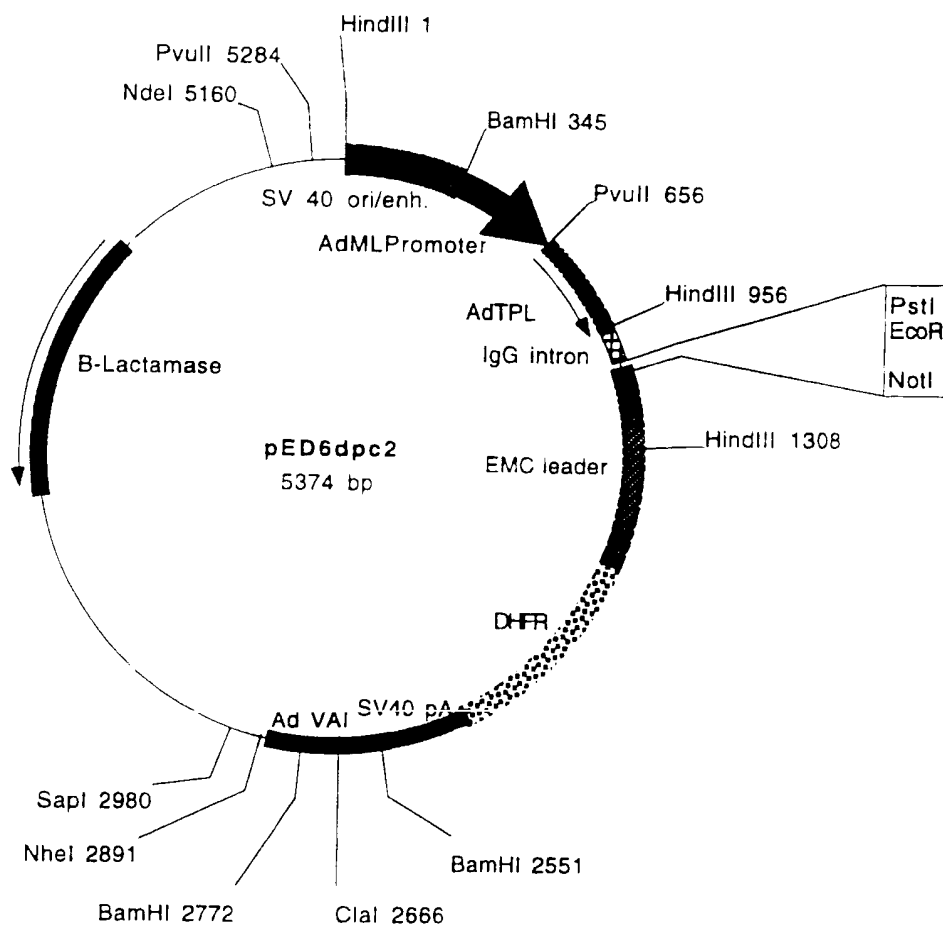 HindIII 1
PvuII 5284
NdeI 5160
BamHI 345
SV 40 ori/enh.
PvuII 656
AdMLPromoter
HindIII 956
AdTPL
PstI
EcoR
IgG intron
NotI
B-Lactamase
pED6dpc2
5374 bp
HindIII 1308
EMC leader
DHFR
SV40 pA
Ad VAI
SapI 2980
NheI 2891
BamHI 2551
BamHI 2772
ClaI 2666